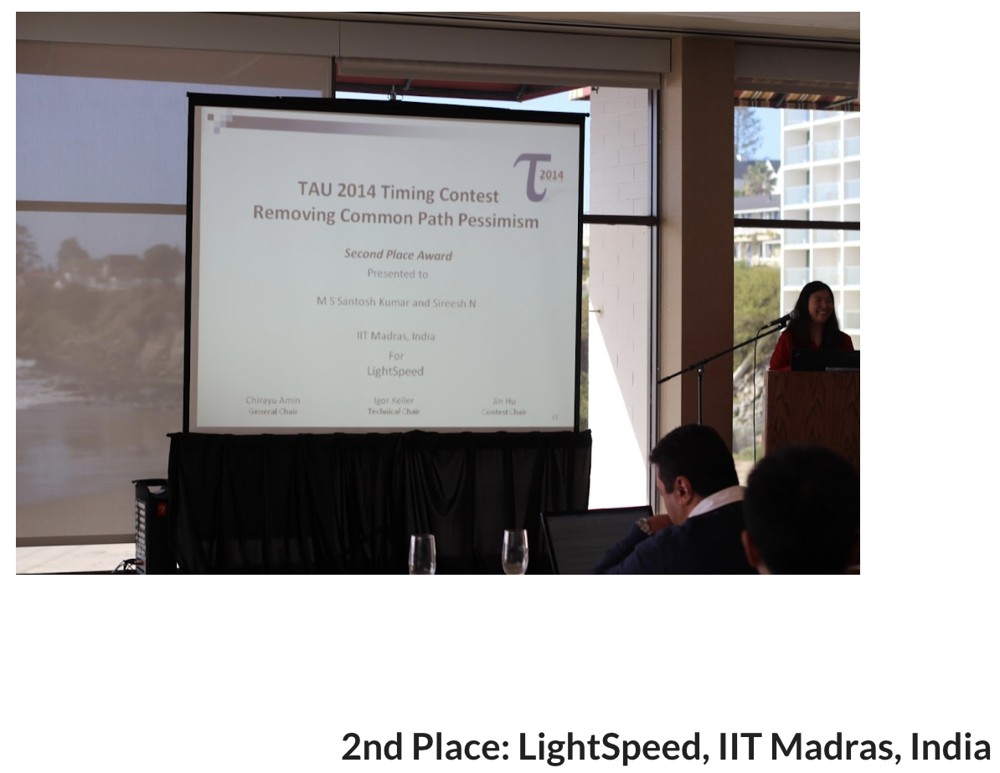 τ 2014
TAU 2014 Timing Contest
Removing Common Path Pessimism
Second Place Award
Presented to
M S Santosh Kumar and Sireesh N
IIT Madras, India
For
LightSpeed
Chirayu Amin Igor Keller Jin Hu
General Chair Technical Chair Contest Chair
2nd Place: LightSpeed, IIT Madras, India